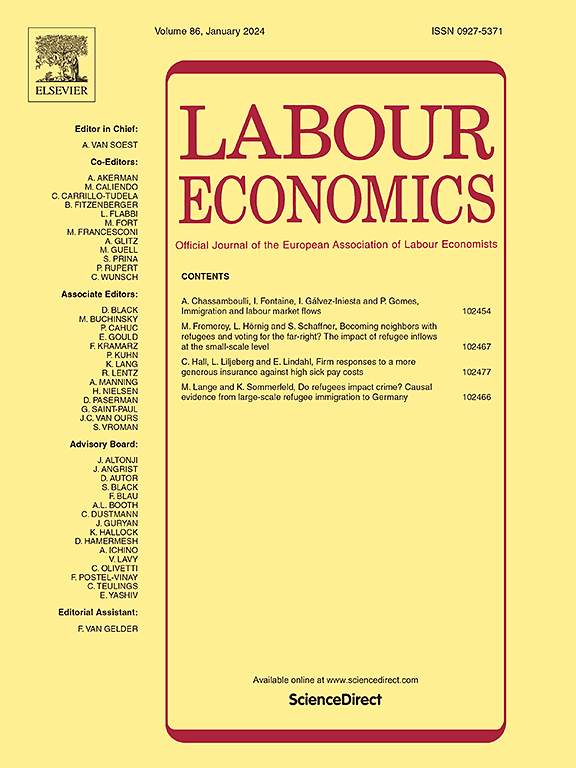 Volume 86, January 2024
ISSN 0927-5371
ELSEVIER
Editor in Chief:
A. VAN SOEST
Co-Editors:
A. AKERMAN
M. CALIENDO
C. CARRILLO-TUDELA
B. FITZENBERGER
L. FLABBI
M. FORT
M. FRANCESCONI
A. GLITZ
M. GUELL
S. PRINA
P. RUPERT
C. WUNSCH
Associate Editors:
D. BLACK
M. BUCHINSKY
P. CAHUC
E. GOULD
F. KRAMARZ
P. KUHN
K. LANG
R. LENTZ
A. MANNING
H. NIELSEN
D. PASERMAN
G. SAINT-PAUL
J.C. VAN OURS
S. VROMAN
Advisory Board:
J. ALTONJI
J. ANGRIST
D. AUTOR
S. BLACK
F. BLAU
A.L. BOOTH
C. DUSTMANN
J. GURYAN
K. HALLOCK
D. HAMERMESH
A. ICHINO
V. LAVY
C. OLIVETTI
F. POSTEL-VINAY
C. TEULINGS
E. YASHIV
Editorial Assistant:
F. VAN GELDER
LABOUR
ECONOMICS
Official Journal of the European Association of Labour Economists
CONTENTS
A. Chassamboulli, I. Fontaine, I. Gálvez-Iniesta and P. Gomes,
Immigration and labour market flows 102454
M. Fremerey, L. Hörnig and S. Schaffner, Becoming neighbors with
refugees and voting for the far-right? The impact of refugee inflows
at the small-scale level 102467
C. Hall, L. Liljeberg and E. Lindahl, Firm responses to a more
generous insurance against high sick pay costs 102477
M. Lange and K. Sommerfeld, Do refugees impact crime? Causal
evidence from large-scale refugee immigration to Germany 102466
Available online at www.sciencedirect.com
ScienceDirect